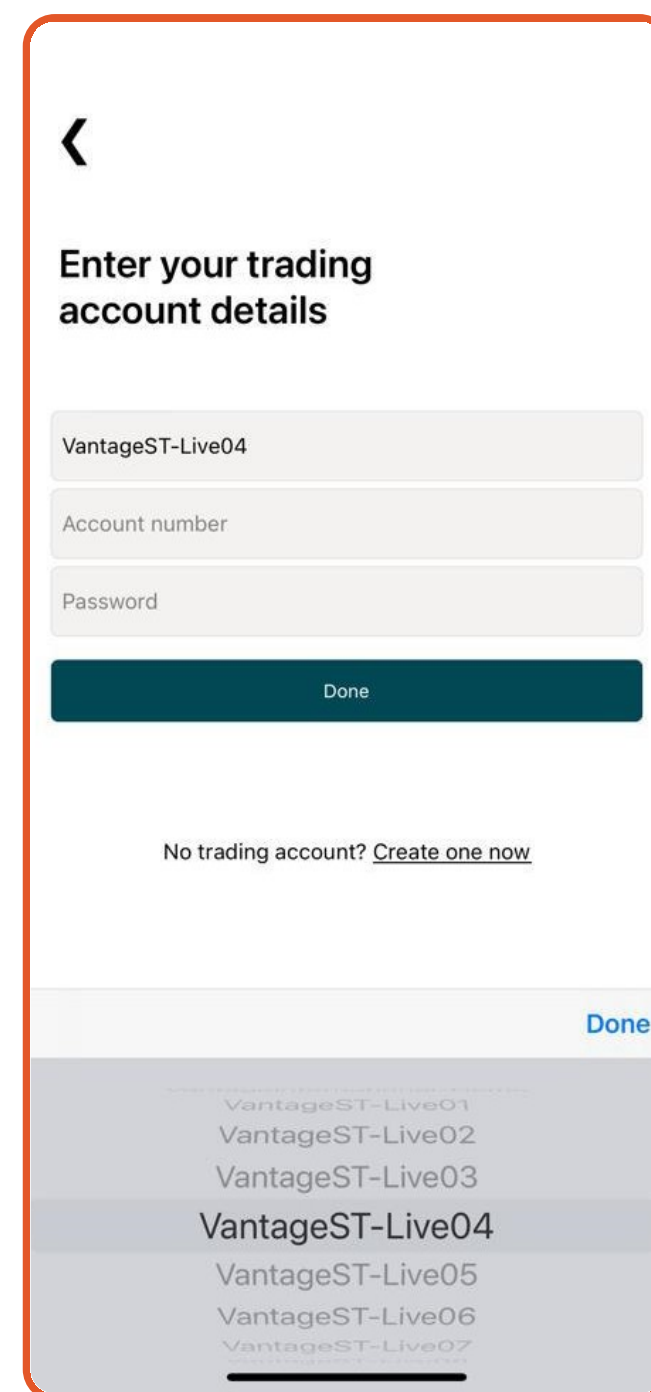 Enter your trading
account details
VantageST-Live04
Account number
Password
Done
No trading account? Create one now
Done
VantageST-Live01
VantageST-Live02
VantageST-Live03
VantageST-Live04
VantageST-Live05
VantageST-Live06
VantageST-Live07